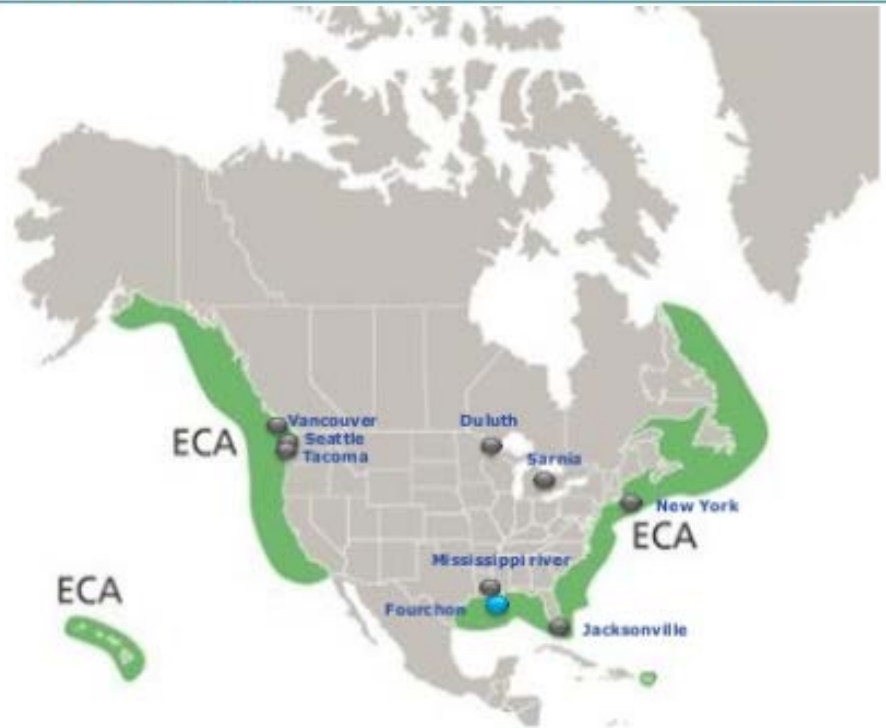 Vancouver
Seattle
Tacoma
ECA
Duluth
Sarnia
New York
ECA
Mississippi river
Fourchon
Jacksonville
ECA